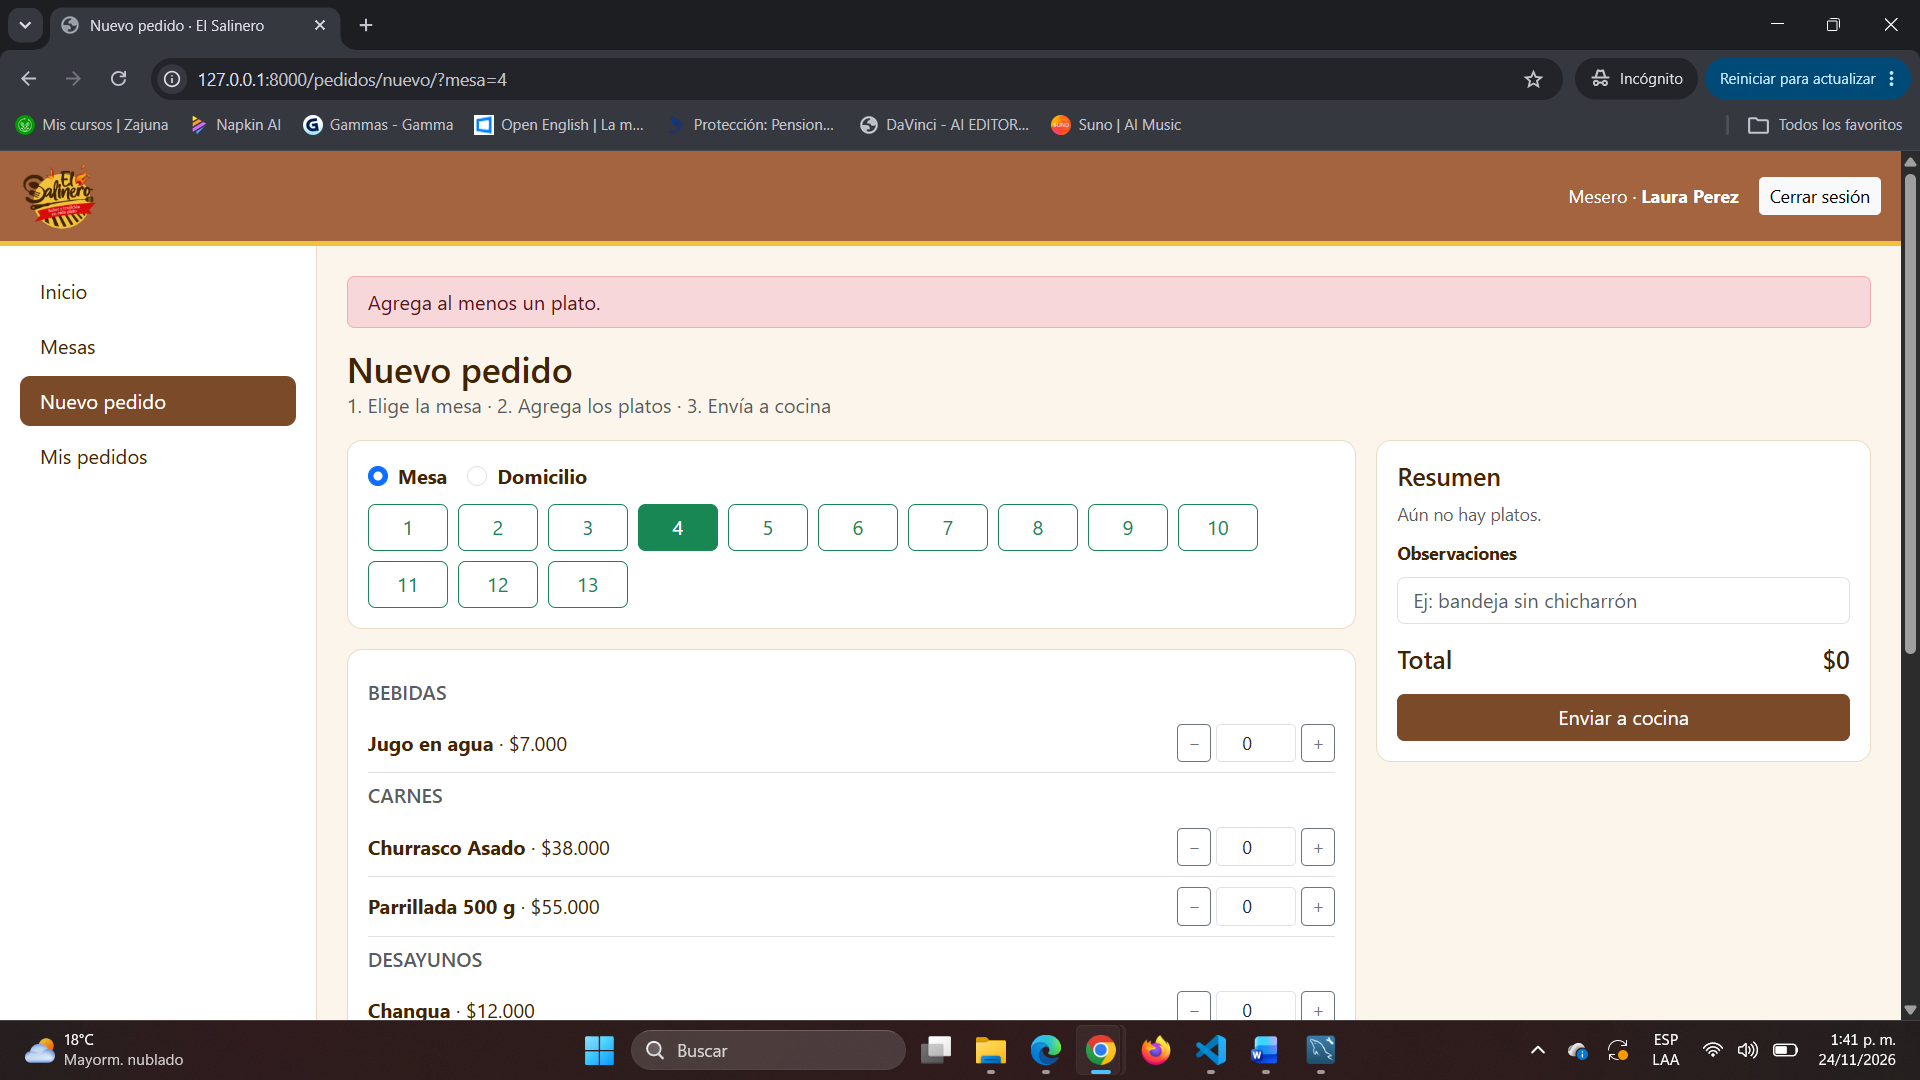 Nuevo pedido · El Salinero
127.0.0.1:8000/pedidos/nuevo/?mesa=4
Incógnito
Reiniciar para actualizar
Mis cursos | Zajuna
Napkin AI
Gammas - Gamma
Open English | La m...
Protección: Pension...
DaVinci - AI EDITOR...
Suno | AI Music
Todos los favoritos
El Salinero
Mesero · Laura Perez
Cerrar sesión
Inicio
Mesas
Nuevo pedido
Mis pedidos
Agrega al menos un plato.
Nuevo pedido
1. Elige la mesa · 2. Agrega los platos · 3. Envía a cocina
Mesa Domicilio
1 2 3 4 5 6 7 8 9 10
11 12 13
BEBIDAS
Jugo en agua · $7.000
− 0 +
CARNES
Churrasco Asado · $38.000
− 0 +
Parrillada 500 g · $55.000
− 0 +
DESAYUNOS
Changua · $12.000
− 0 +
Resumen
Aún no hay platos.
Observaciones
Ej: bandeja sin chicharrón
Total $0
Enviar a cocina
18°C
Mayorm. nublado
Buscar
ESP
LAA
1:41 p. m.
24/11/2026